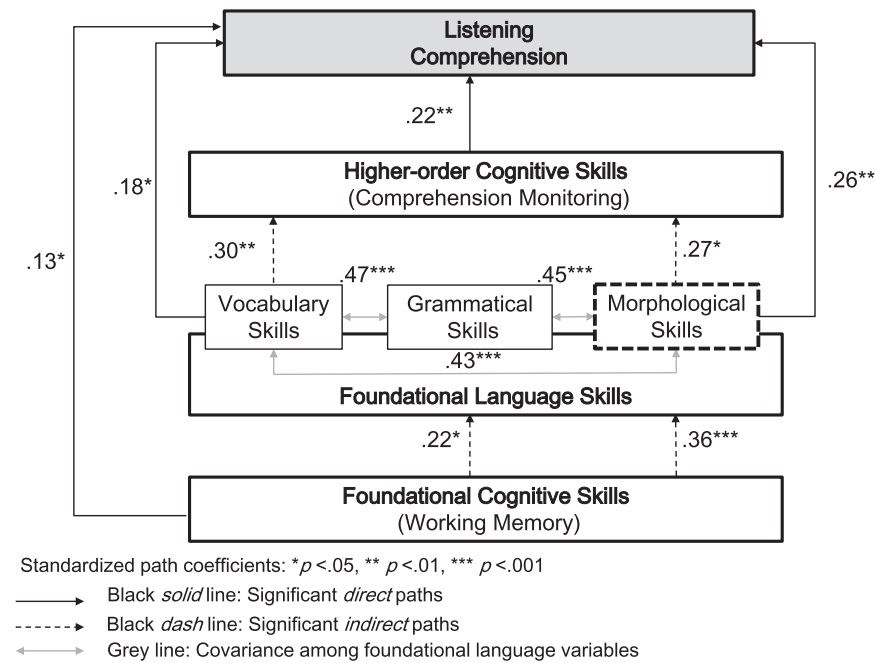 Listening
Comprehension
.22**
Higher-order Cognitive Skills
(Comprehension Monitoring)
.18*
.26**
.30**
.27*
.13*
.47***
.45***
Vocabulary
Skills
Grammatical
Skills
Morphological
Skills
.43***
Foundational Language Skills
.22*
.36***
Foundational Cognitive Skills
(Working Memory)
Standardized path coefficients: *p <.05, ** p <.01, *** p <.001
Black solid line: Significant direct paths
Black dash line: Significant indirect paths
Grey line: Covariance among foundational language variables